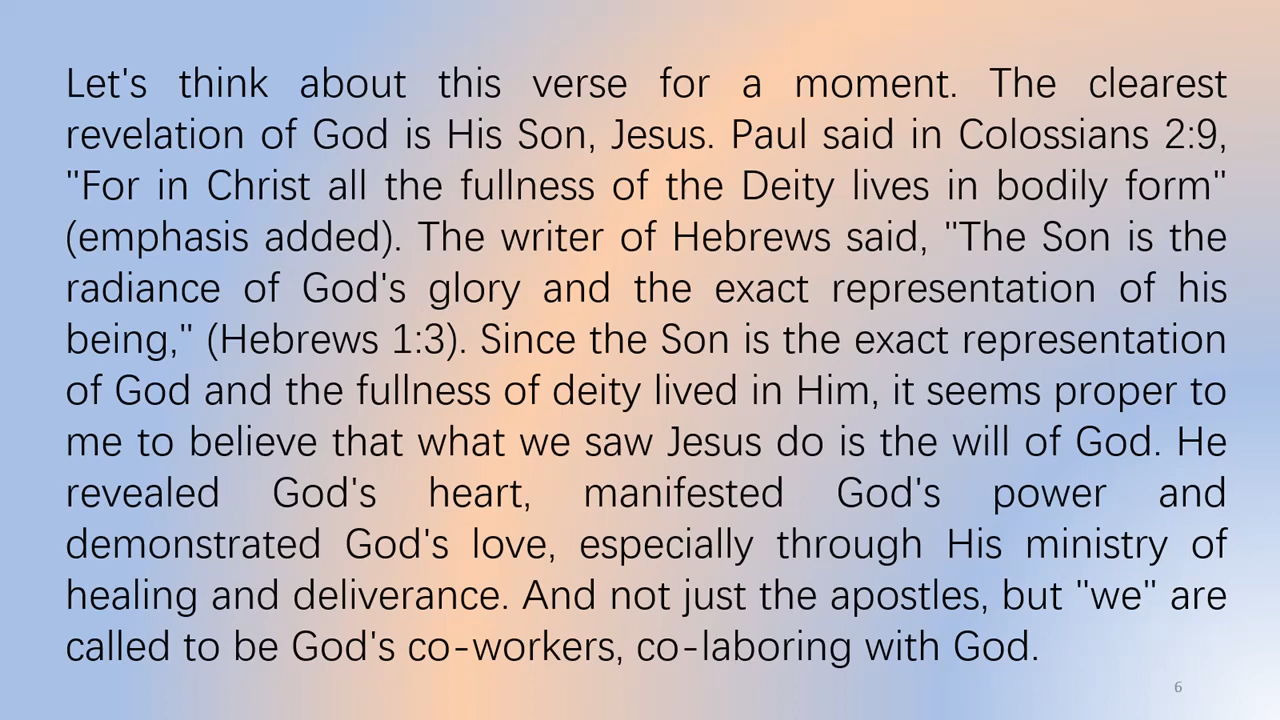 Let's think about this verse for a moment. The clearest
revelation of God is His Son, Jesus. Paul said in Colossians 2:9,
"For in Christ all the fullness of the Deity lives in bodily form"
(emphasis added). The writer of Hebrews said, "The Son is the
radiance of God's glory and the exact representation of his
being," (Hebrews 1:3). Since the Son is the exact representation
of God and the fullness of deity lived in Him, it seems proper to
me to believe that what we saw Jesus do is the will of God. He
revealed God's heart, manifested God's power and
demonstrated God's love, especially through His ministry of
healing and deliverance. And not just the apostles, but "we" are
called to be God's co-workers, co-laboring with God.
6